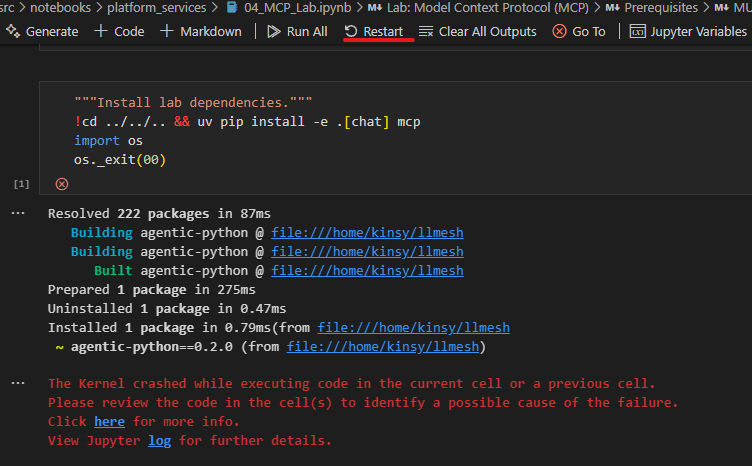 src > notebooks > platform_services > 04_MCP_Lab.ipynb > M↓ Lab: Model Context Protocol (MCP) > M↓ Prerequisites > M↓ MU
Generate + Code + Markdown | Run All Restart Clear All Outputs Go To | Jupyter Variables
"""Install lab dependencies."""
!cd ../../.. && uv pip install -e .[chat] mcp
import os
os._exit(00)
[1]
... Resolved 222 packages in 87ms
Building agentic-python @ file:///home/kinsy/llmesh
Building agentic-python @ file:///home/kinsy/llmesh
Built agentic-python @ file:///home/kinsy/llmesh
Prepared 1 package in 275ms
Uninstalled 1 package in 0.47ms
Installed 1 package in 0.79ms(from file:///home/kinsy/llmesh
~ agentic-python==0.2.0 (from file:///home/kinsy/llmesh)
... The Kernel crashed while executing code in the current cell or a previous cell.
Please review the code in the cell(s) to identify a possible cause of the failure.
Click here for more info.
View Jupyter log for further details.